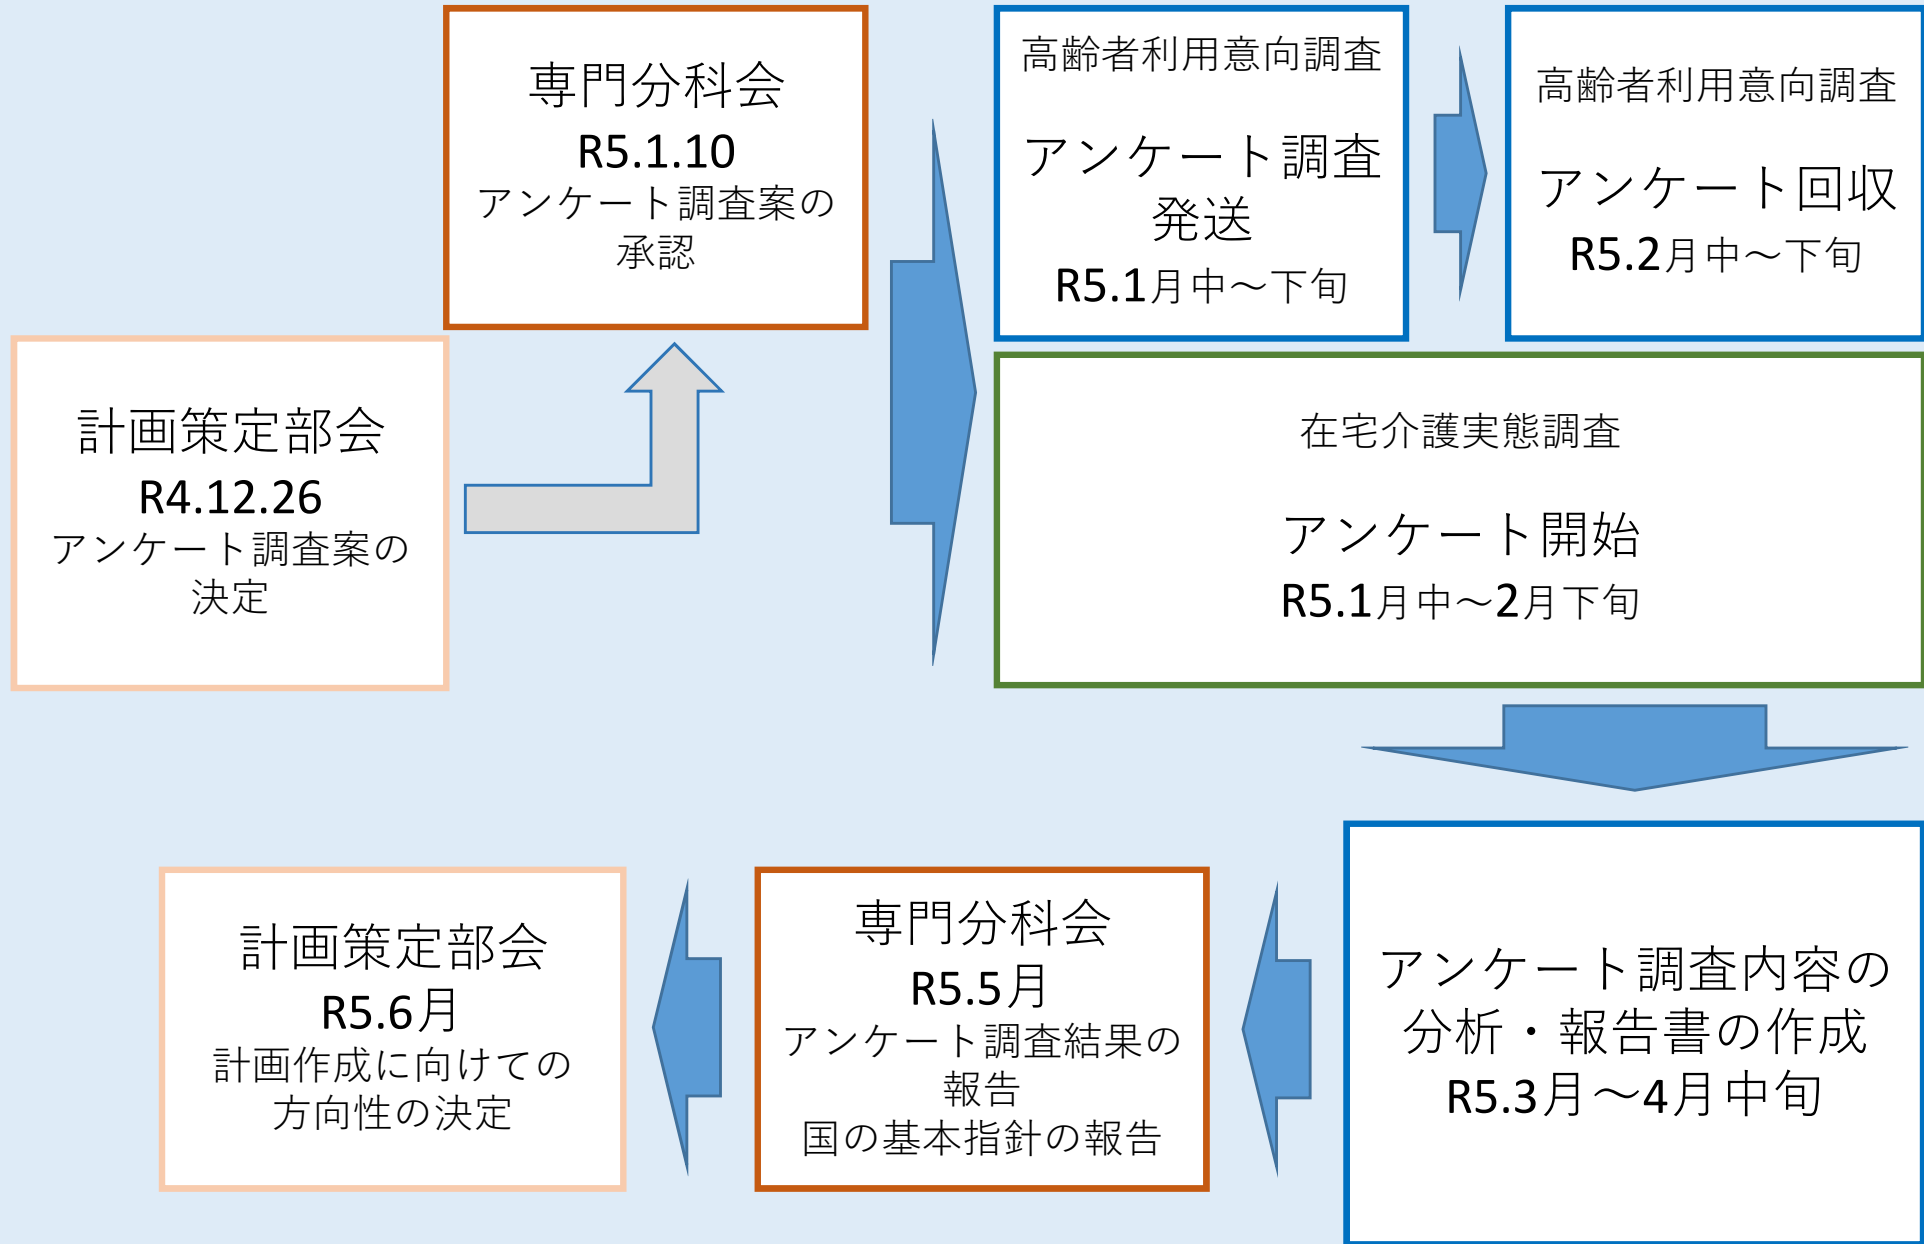 専門分科会
R5.1.10
アンケート調査案の
承認
高齢者利用意向調査
アンケート調査
発送
R5.1月中～下旬
高齢者利用意向調査
アンケート回収
R5.2月中～下旬
計画策定部会
R4.12.26
アンケート調査案の
決定
在宅介護実態調査
アンケート開始
R5.1月中～2月下旬
計画策定部会
R5.6月
計画作成に向けての
方向性の決定
専門分科会
R5.5月
アンケート調査結果の
報告
国の基本指針の報告
アンケート調査内容の
分析・報告書の作成
R5.3月～4月中旬